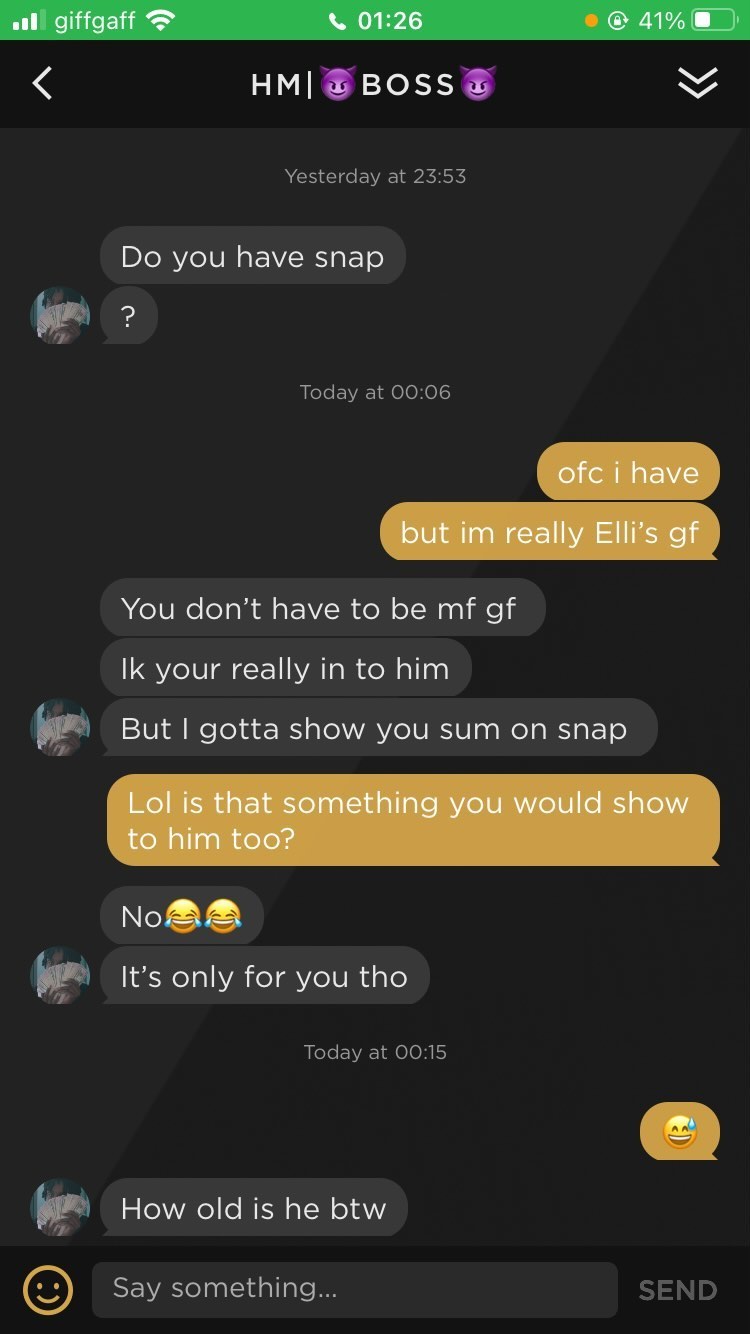 giffgaff 01:26 41%
HM|😈BOSS😈
Yesterday at 23:53
Do you have snap
?
Today at 00:06
ofc i have
but im really Elli’s gf
You don’t have to be mf gf
Ik your really in to him
But I gotta show you sum on snap
Lol is that something you would show
to him too?
No😂😂
It’s only for you tho
Today at 00:15
😅
How old is he btw
Say something... SEND